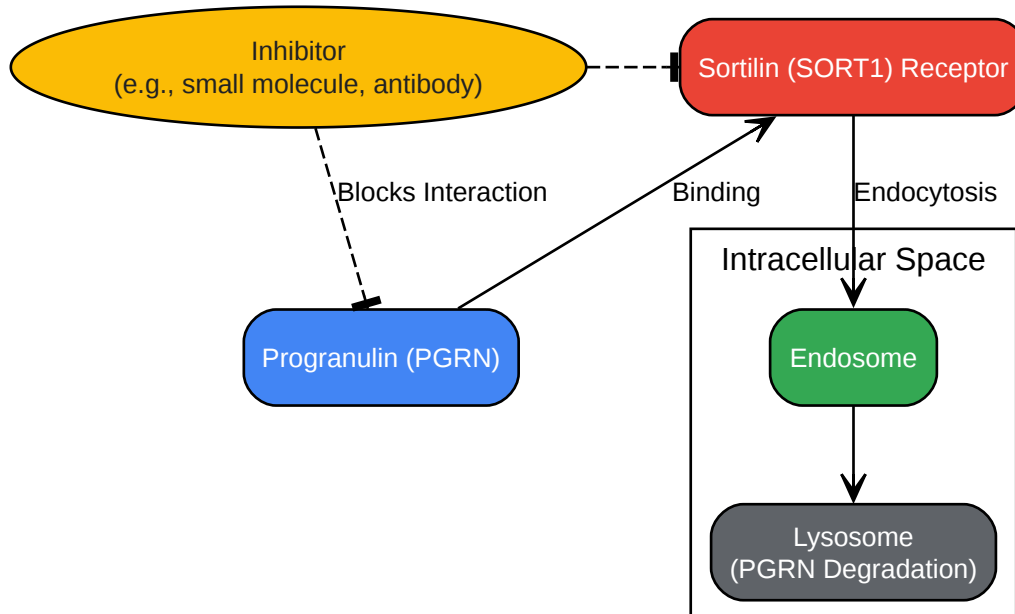 Inhibitor
(e.g., small molecule, antibody)
Sortilin (SORT1) Receptor
Blocks Interaction
Binding
Endocytosis
Intracellular Space
Progranulin (PGRN)
Endosome
Lysosome
(PGRN Degradation)